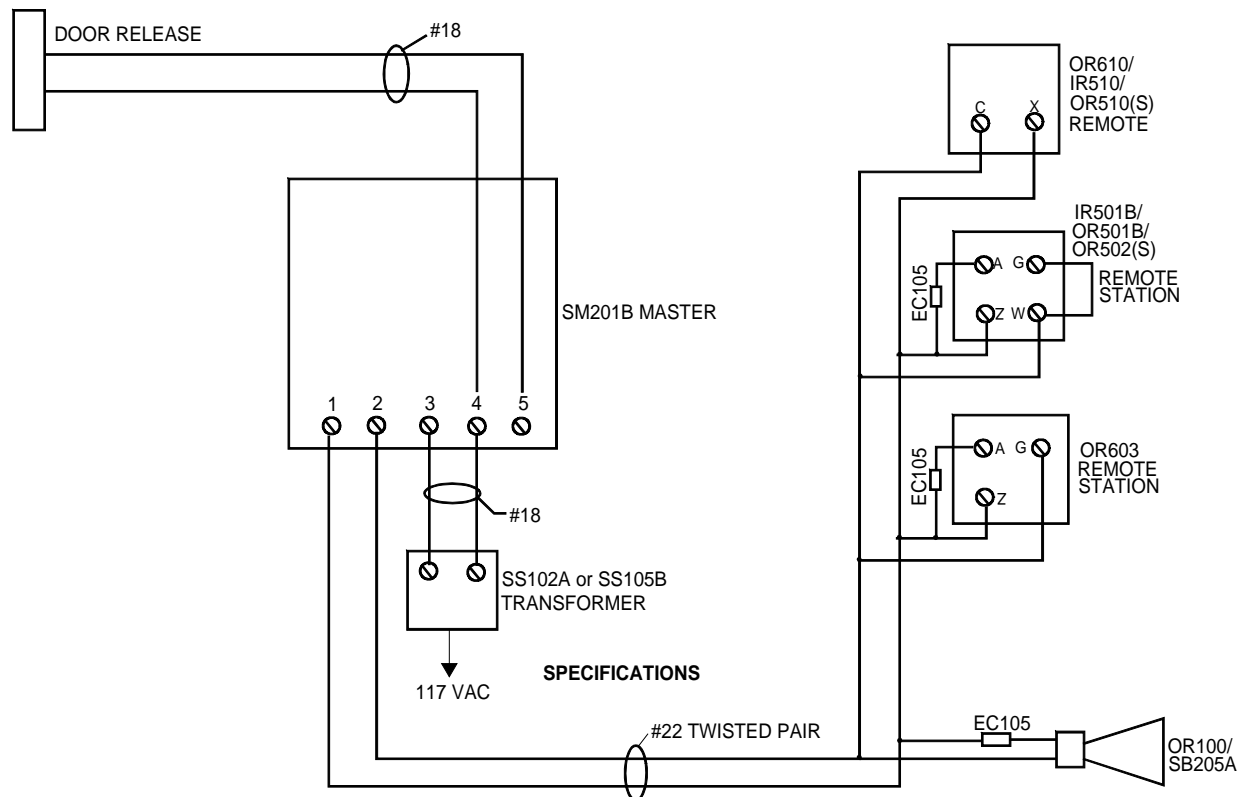 DOOR RELEASE
#18
OR610/
IR510/
OR510(S)
REMOTE
C X
IR501B/
OR501B/
OR502(S)
REMOTE
STATION
EC105
A G
Z W
SM201B MASTER
1 2 3 4 5
EC105
A G
Z
OR603
REMOTE
STATION
#18
SS102A or SS105B
TRANSFORMER
117 VAC
SPECIFICATIONS
#22 TWISTED PAIR
EC105
OR100/
SB205A